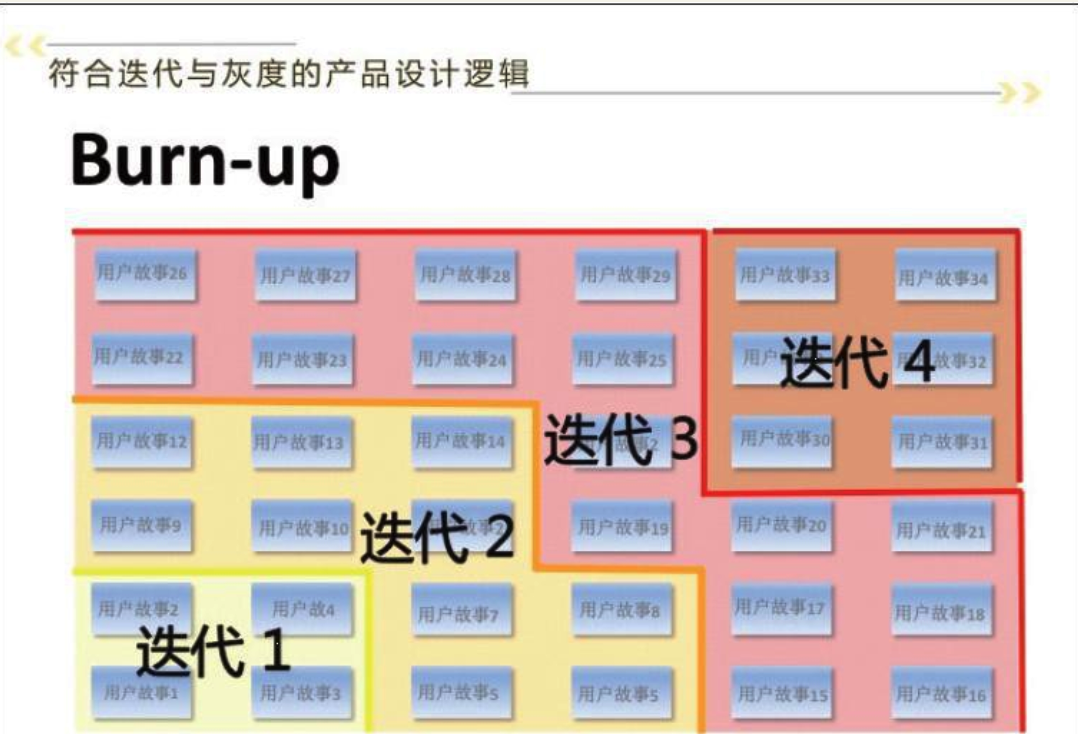 符合迭代与灰度的产品设计逻辑
Burn-up
用户故事26 用户故事27 用户故事28 用户故事29 用户故事33 用户故事34
用户故事22 用户故事23 用户故事24 用户故事25 用户 迭代 4 故事32
用户故事12 用户故事13 用户故事14 迭代 3 用户故事30 用户故事31
用户故事9 用户故事10 迭代 2 用户故事19 用户故事20 用户故事21
用户故事2 用户故4 用户故事7 用户故事8 用户故事17 用户故事18
迭代 1
用户故事1 用户故事3 用户故事5 用户故事5 用户故事15 用户故事16